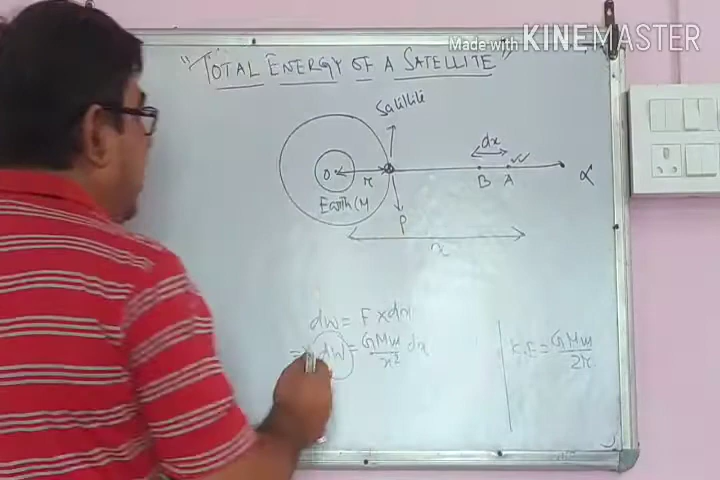 Made with KINEMASTER
"TOTAL ENERGY OF A SATELLITE"
Satellite
dx
O
r
B A
α
Earth (M
P
x
dw = F x dx
=> dw = GMm/x² dx
K.E = GMm/2r